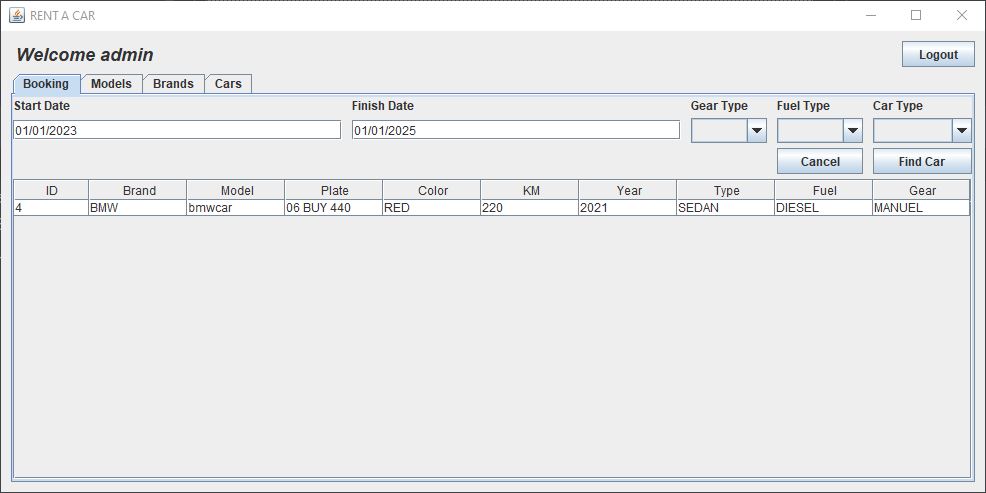 RENT A CAR
Welcome admin
Logout
Booking Models Brands Cars
Start Date Finish Date Gear Type Fuel Type Car Type
01/01/2023 01/01/2025
Cancel Find Car
ID Brand Model Plate Color KM Year Type Fuel Gear
4 BMW bmwcar 06 BUY 440 RED 220 2021 SEDAN DIESEL MANUEL